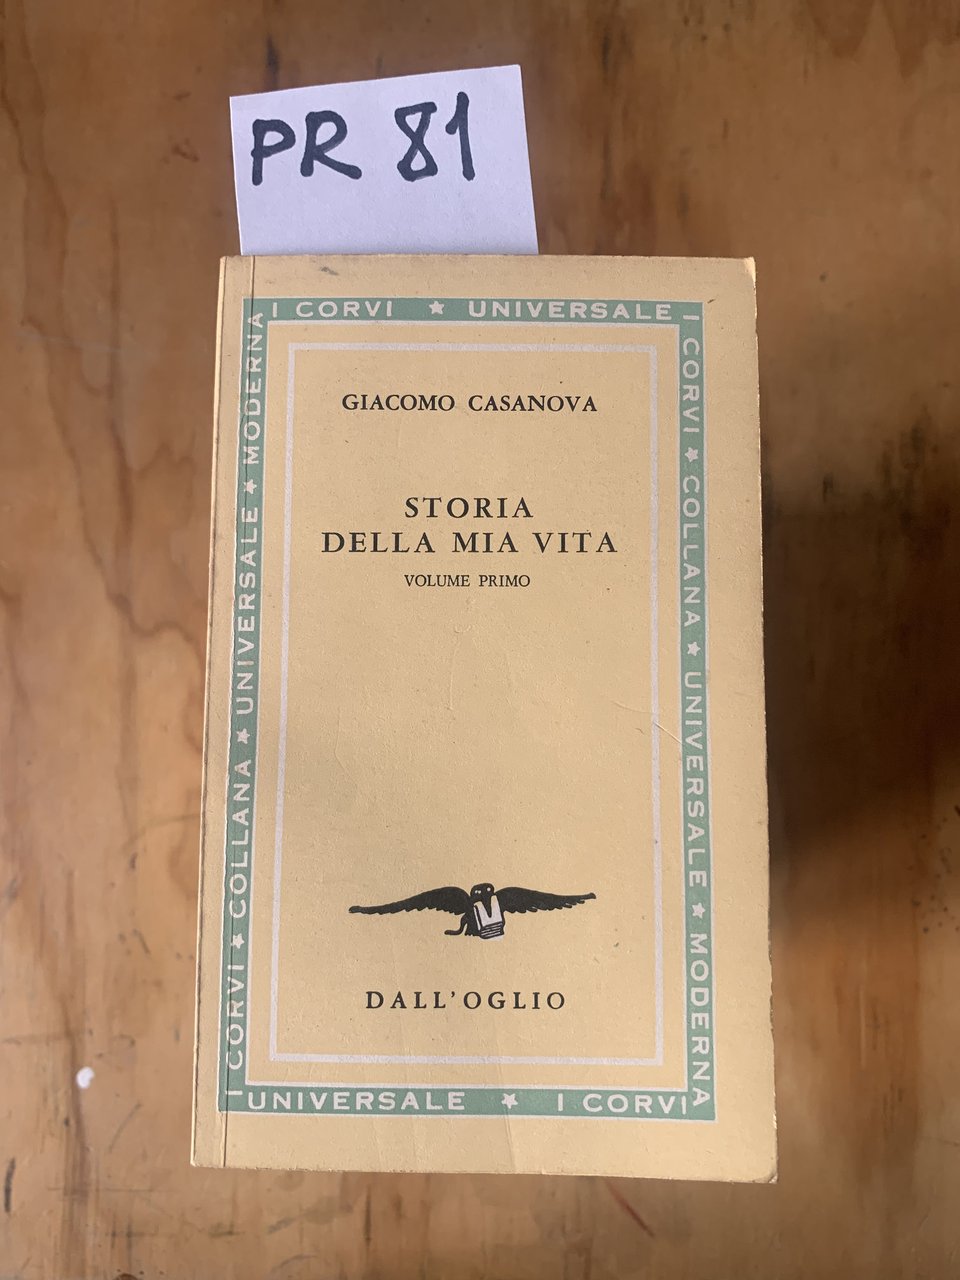 PR 81
I CORVI ★ UNIVERSALE
I CORVI ★ COLLANA ★ UNIVERSALE ★ MODERNA
I CORVI ★ COLLANA ★ UNIVERSALE ★ MODERNA
GIACOMO CASANOVA
STORIA
DELLA MIA VITA
VOLUME PRIMO
DALL'OGLIO
UNIVERSALE ★ I CORVI